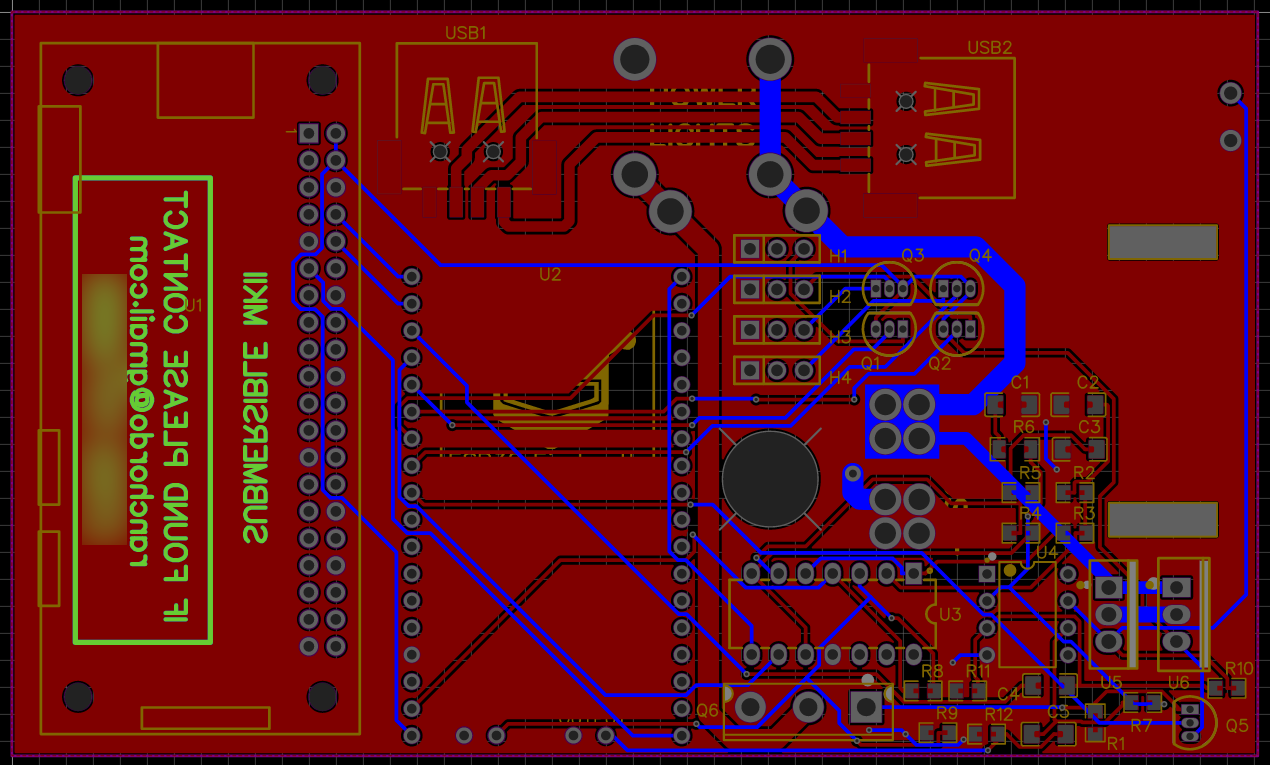 USB1
USB2
POWER
LIGHTS
1
U1
IF FOUND PLEASE CONTACT
ranchordo@gmail.com
SUBMERSIBLE MKII
U2
H1
H2
H3
H4
Q3
Q4
Q1
Q2
C1
C2
R6
C3
R5
R2
R4
R3
U4
U3
R8
R11
C4
U5
U6
R10
Q6
R9
R12
C5
R7
R1
Q5